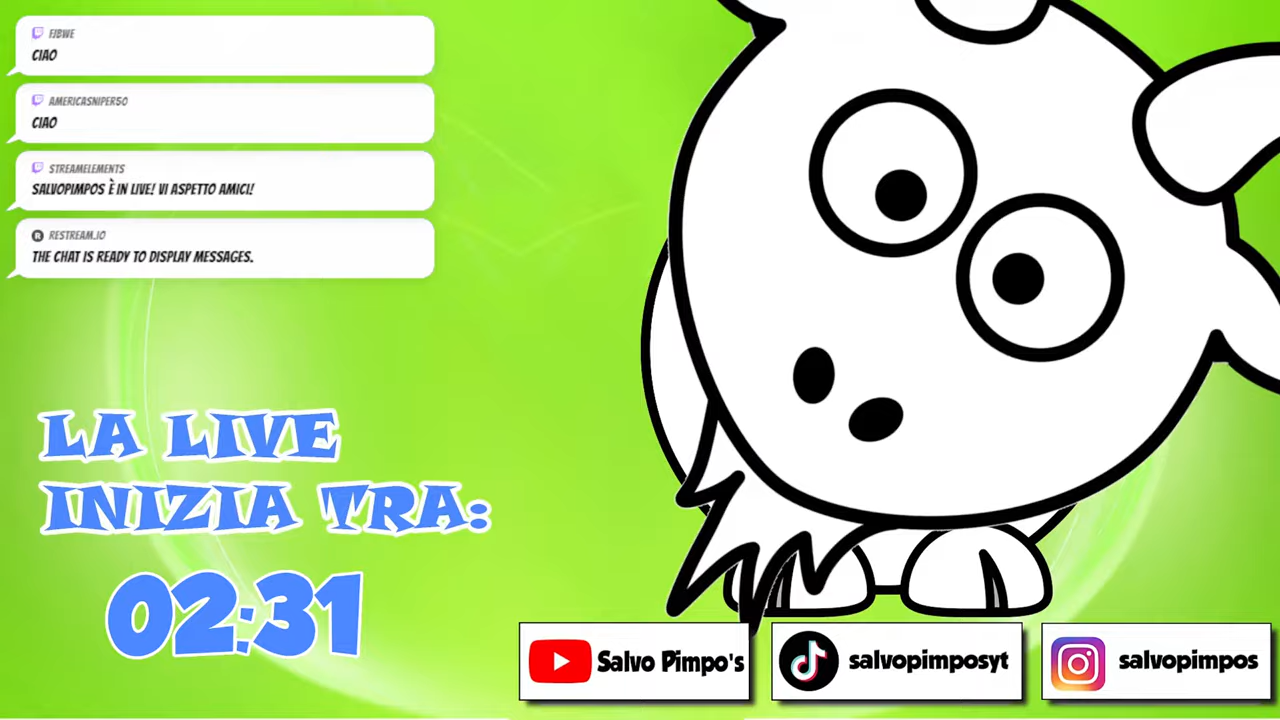 FJBWE
CIAO
AMERICASNIPER50
CIAO
STREAMELEMENTS
SALVOPIMPOS È IN LIVE! VI ASPETTO AMICI!
RESTREAM.IO
THE CHAT IS READY TO DISPLAY MESSAGES.
LA LIVE
INIZIA TRA:
02:31
Salvo Pimpo's
salvopimposyt
salvopimpos